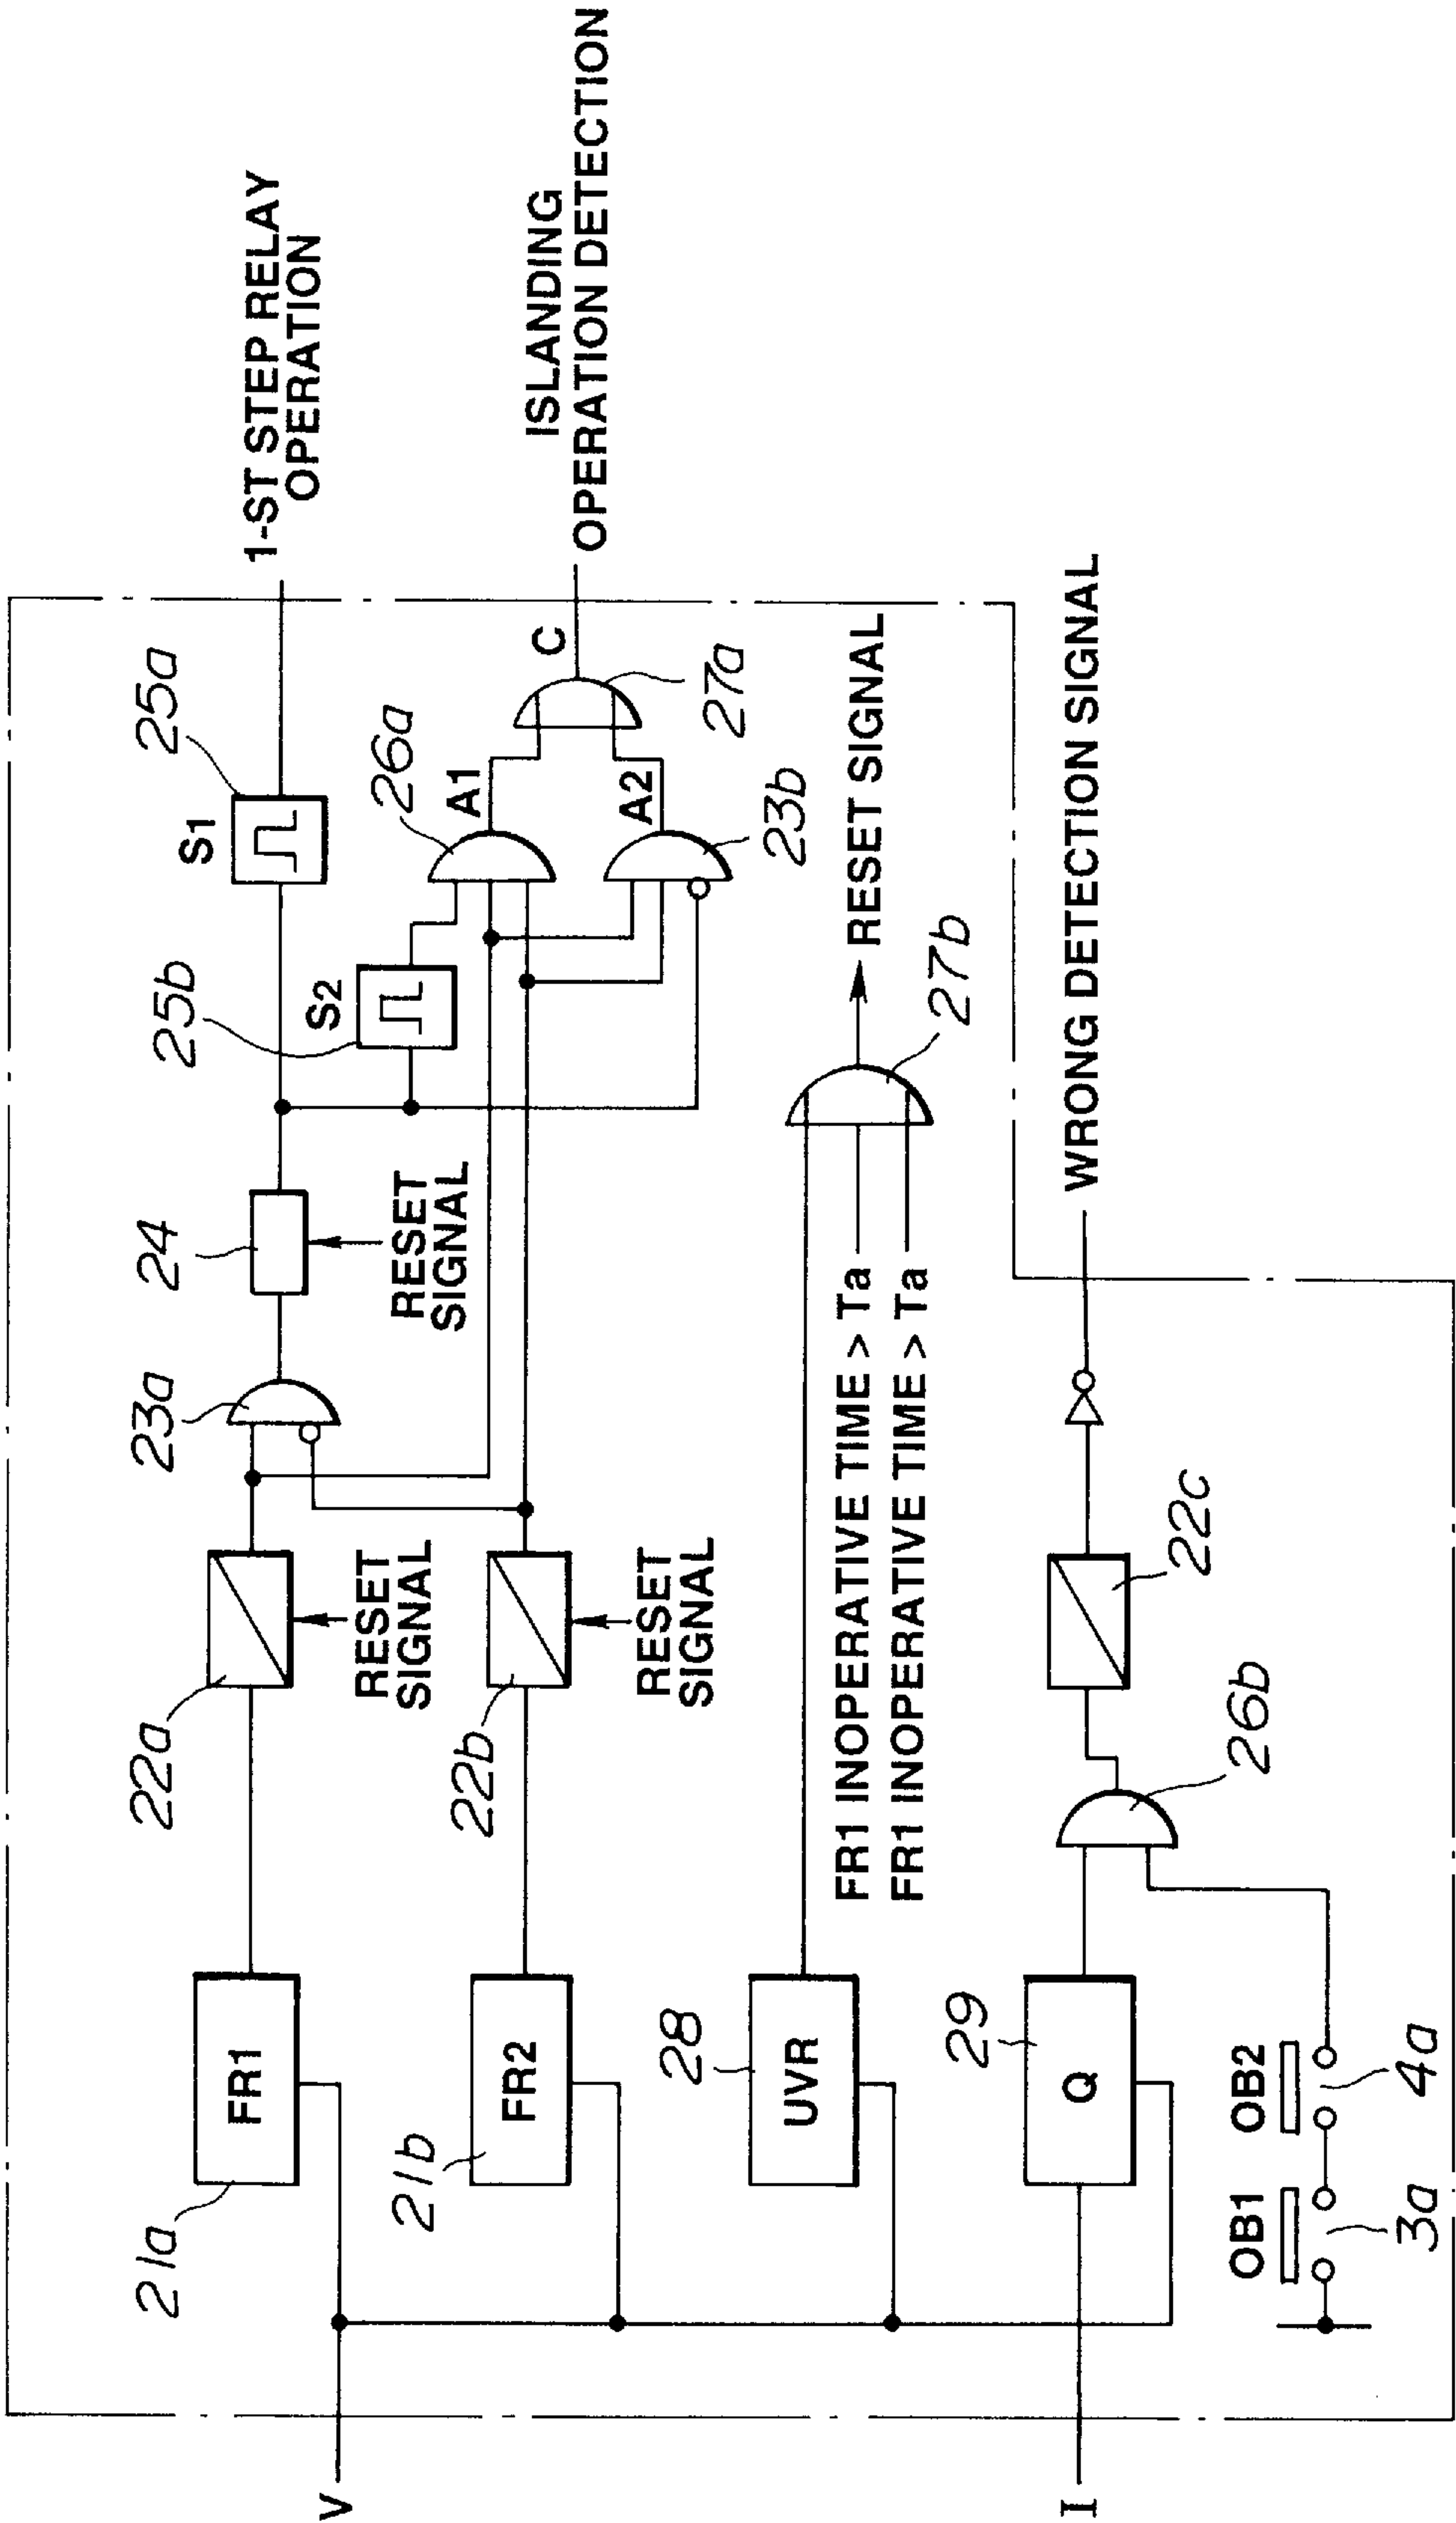 V
I
21a
FR1
22a
RESET
SIGNAL
23a
24
RESET
SIGNAL
S1
25a
1-ST STEP RELAY
OPERATION
S2
25b
26a
A1
A2
23b
C
27a
ISLANDING
OPERATION DETECTION
21b
FR2
22b
RESET
SIGNAL
28
UVR
FR1 INOPERATIVE TIME > Ta
FR1 INOPERATIVE TIME > Ta
27b
RESET SIGNAL
29
Q
26b
22c
WRONG DETECTION SIGNAL
OB1
OB2
3a
4a